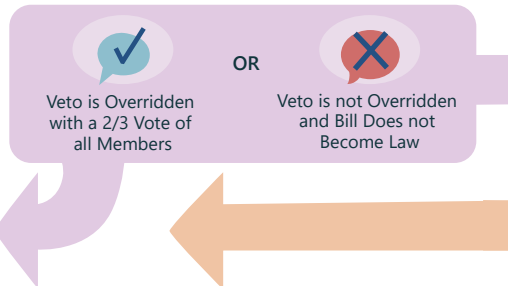 OR
Veto is Overridden
with a 2/3 Vote of
all Members
Veto is not Overridden
and Bill Does not
Become Law